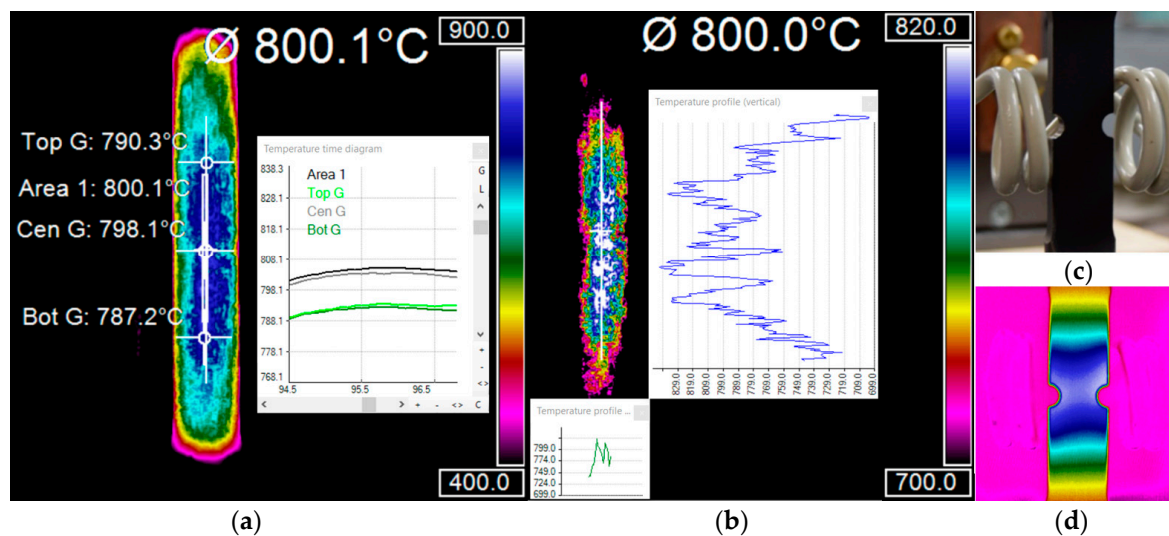 Ø 800.1°C
900.0
Top G: 790.3°C
Area 1: 800.1°C
Cen G: 798.1°C
Bot G: 787.2°C
Temperature time diagram
838.3
828.1
818.1
808.1
798.1
788.1
778.1
768.1
Area 1
Top G
Cen G
Bot G
94.5 95.5 96.5
G
L
+
-
<>
+ - <> C
400.0
Ø 800.0°C
820.0
Temperature profile (vertical)
829.0 819.0 809.0 799.0 789.0 779.0 769.0 759.0 749.0 739.0 729.0 719.0 709.0 699.0
Temperature profile ...
799.0
774.0
749.0
724.0
699.0
700.0
(a)
(b)
(c)
(d)